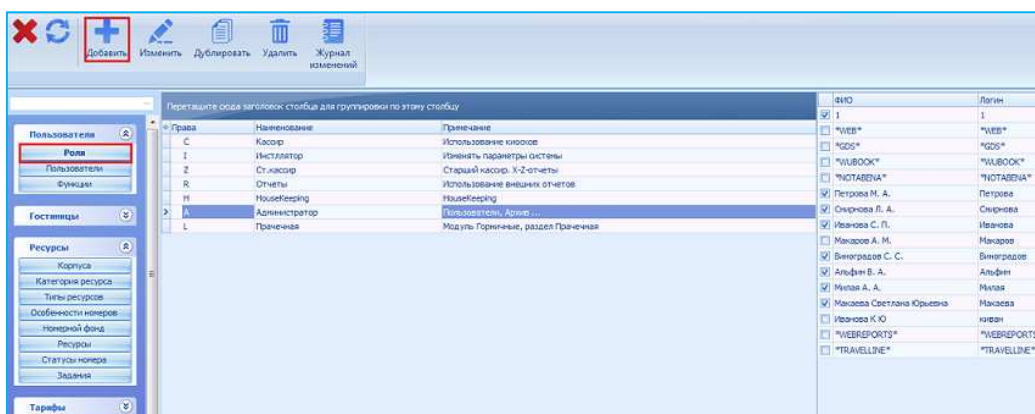 Добавить Изменить Дублировать Удалить Журнал
изменений
Перетащите сюда заголовок столбца для группировки по этому столбцу
Пользователи
Роли
Пользователи
Функции
Гостиницы
Ресурсы
Корпуса
Категория ресурса
Типы ресурсов
Особенности номеров
Номерной фонд
Ресурсы
Статусы номера
Задания
Тарифы
Права Наименование Примечание
C Кассир Использование киосков
I Инстллятор Изменять параметры системы
Z Ст.кассир Старший кассир. X-Z-отчеты
R Отчеты Использование внешних отчетов
H HouseKeeping HouseKeeping
A Администратор Пользователи, Архив ...
L Прачечная Модуль Горничные, раздел Прачечная
ФИО Логин
1 1
*WEB* *WEB*
*GDS* *GDS*
*WUBOOK* *WUBOOK*
*NOTABENA* *NOTABENA*
Петрова М. А. Петрова
Смирнова Л. А. Смирнова
Иванова С. П. Иванова
Макаров А. М. Макаров
Виноградов С. С. Виноградов
Альфин В. А. Альфин
Милая А. А. Милая
Макаева Светлана Юрьевна Макаева
Иванова К Ю киван
*WEBREPORTS* *WEBREPORTS
*TRAVELLINE* *TRAVELLINE*